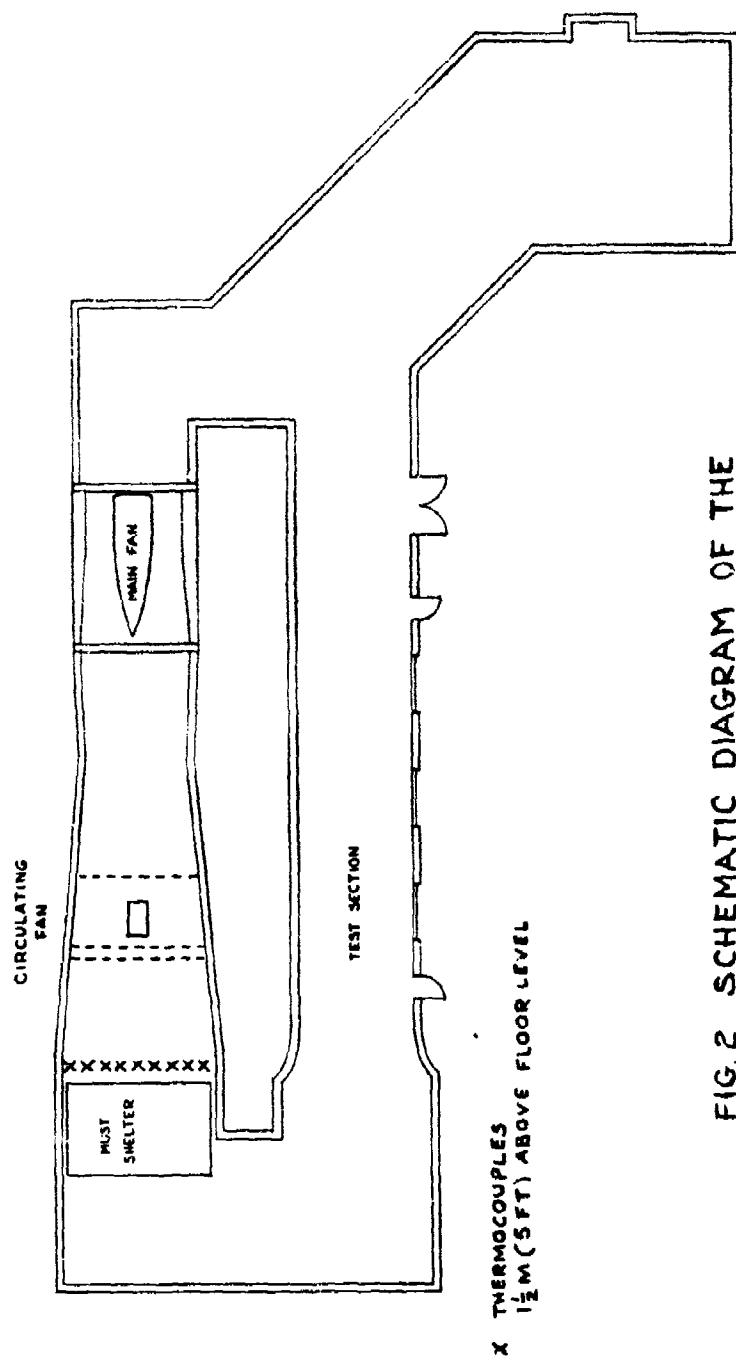 CIRCULATING
FAN
MAIN FAN
MUST
SHELTER
TEST SECTION
X THERMOCOUPLES
1½ M (5 FT) ABOVE FLOOR LEVEL
FIG. 2 SCHEMATIC DIAGRAM OF THE